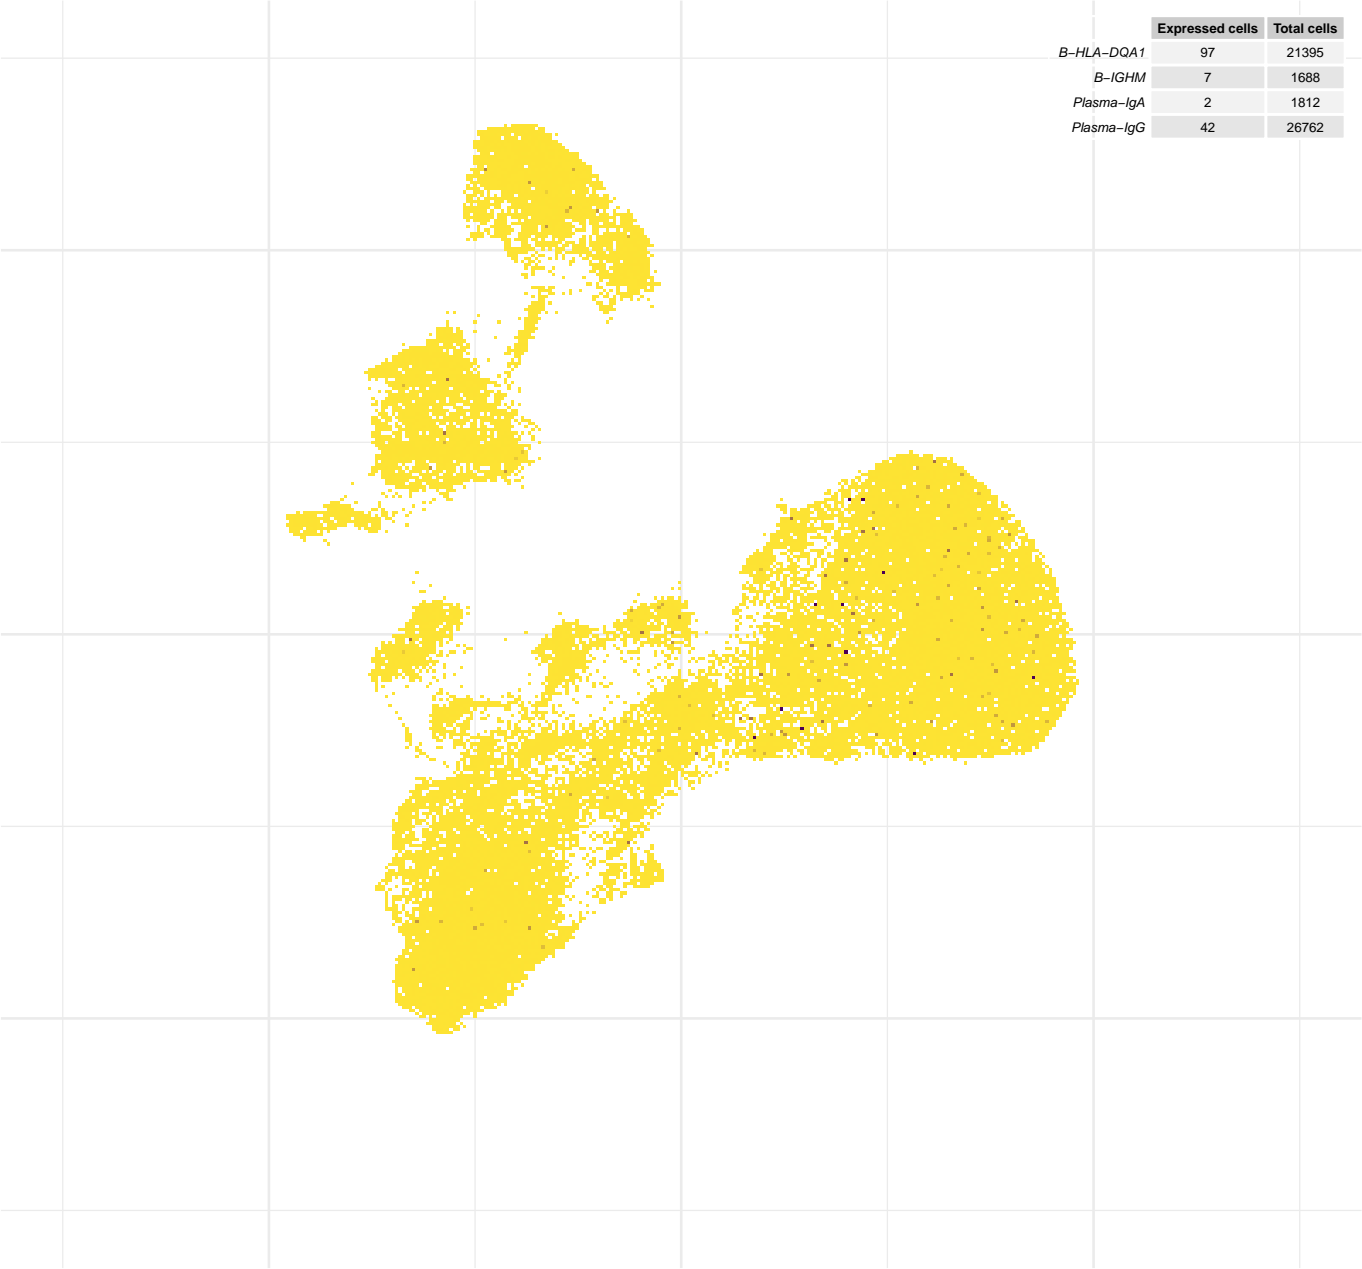 Expressed cells Total cells
B−HLA−DQA1 97 21395
B−IGHM 7 1688
Plasma−IgA 2 1812
Plasma−IgG 42 26762